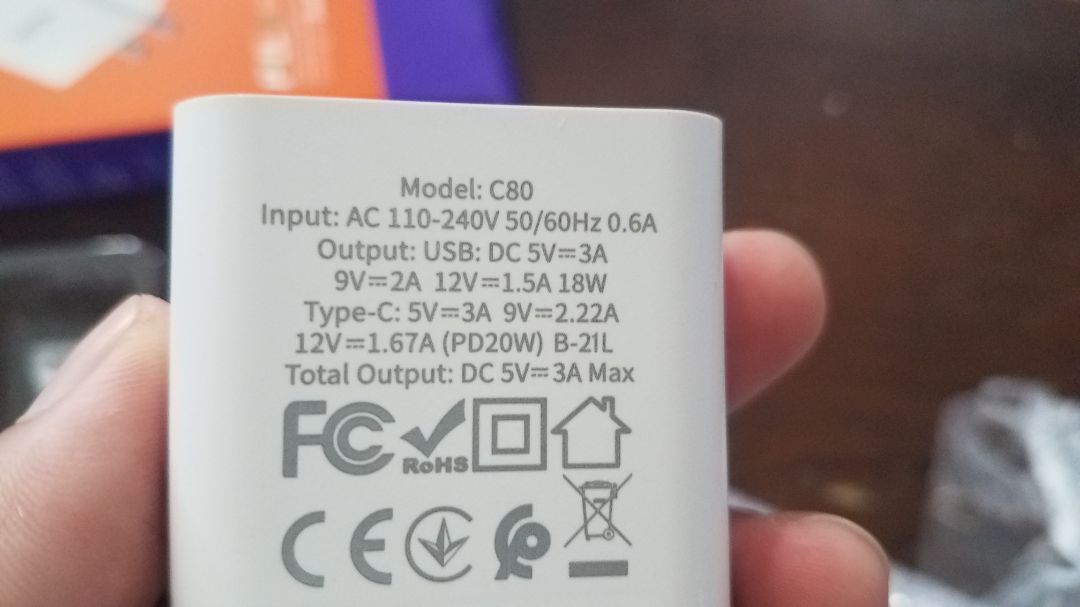 Model: C80
Input: AC 110-240V 50/60Hz 0.6A
Output: USB: DC 5V⎓3A
9V⎓2A 12V⎓1.5A 18W
Type-C: 5V⎓3A 9V⎓2.22A
12V⎓1.67A (PD20W) B-21L
Total Output: DC 5V⎓3A Max
FC RoHS
CE